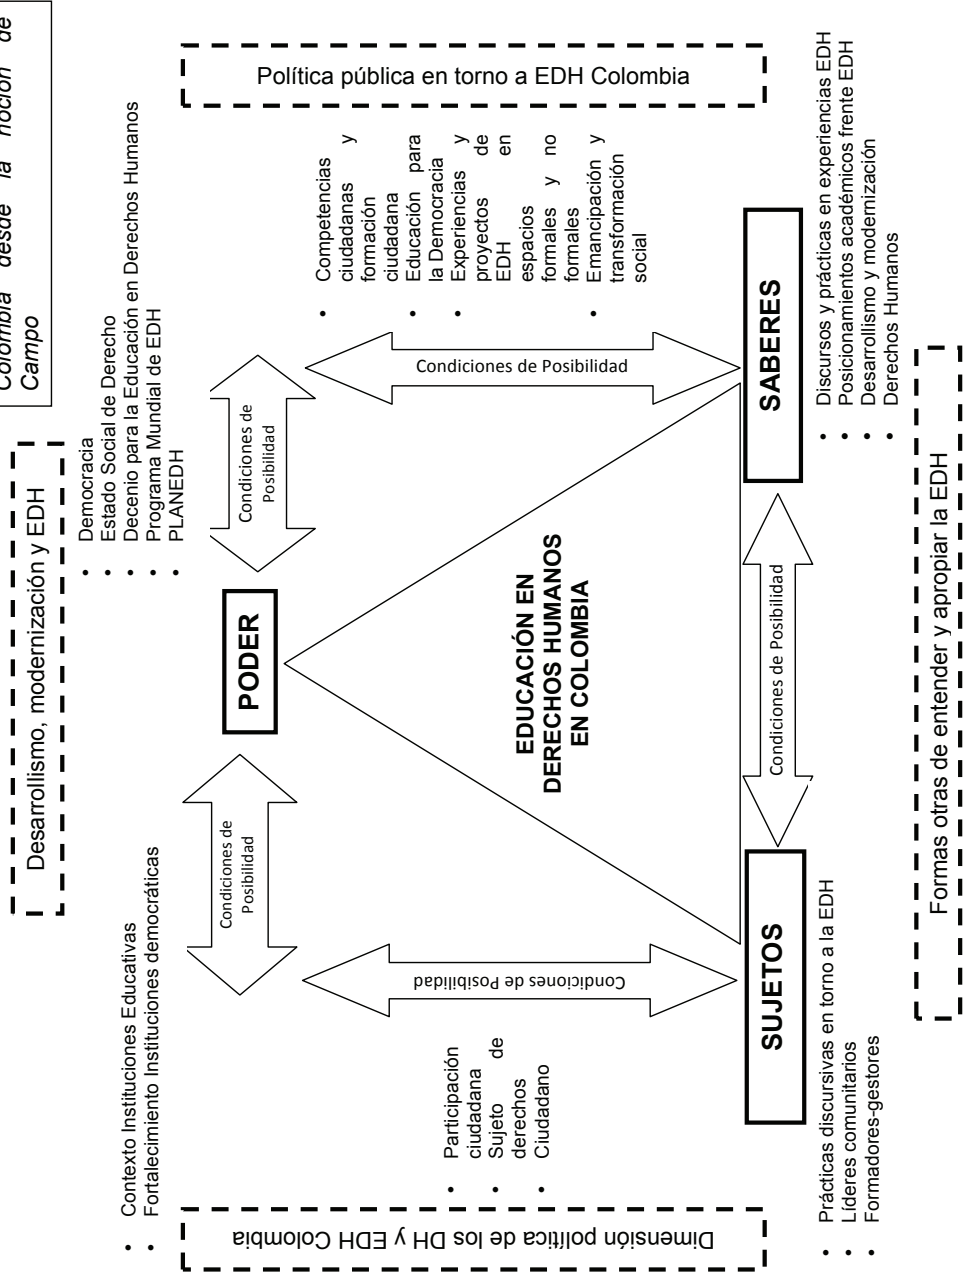 Colombia desde la noción de
Campo
Desarrollismo, modernización y EDH
• Contexto Instituciones Educativas
• Fortalecimiento Instituciones democráticas
• Democracia
• Estado Social de Derecho
• Decenio para la Educación en Derechos Humanos
• Programa Mundial de EDH
• PLANEDH
Condiciones de
Posibilidad
PODER
Condiciones de
Posibilidad
Dimensión política de los DH y EDH Colombia
• Participación
ciudadana
• Sujeto de
derechos
• Ciudadano
Condiciones de Posibilidad
EDUCACIÓN EN
DERECHOS HUMANOS
EN COLOMBIA
Condiciones de Posibilidad
• Competencias
ciudadanas y
formación
ciudadana
• Educación para
la Democracia
• Experiencias y
proyectos de
EDH en
espacios
formales y no
formales
• Emancipación y
transformación
social
Política pública en torno a EDH Colombia
SUJETOS
Condiciones de Posibilidad
SABERES
• Prácticas discursivas en torno a la EDH
• Líderes comunitarios
• Formadores-gestores
• Discursos y prácticas en experiencias EDH
• Posicionamientos académicos frente EDH
• Desarrollismo y modernización
• Derechos Humanos
Formas otras de entender y apropiar la EDH